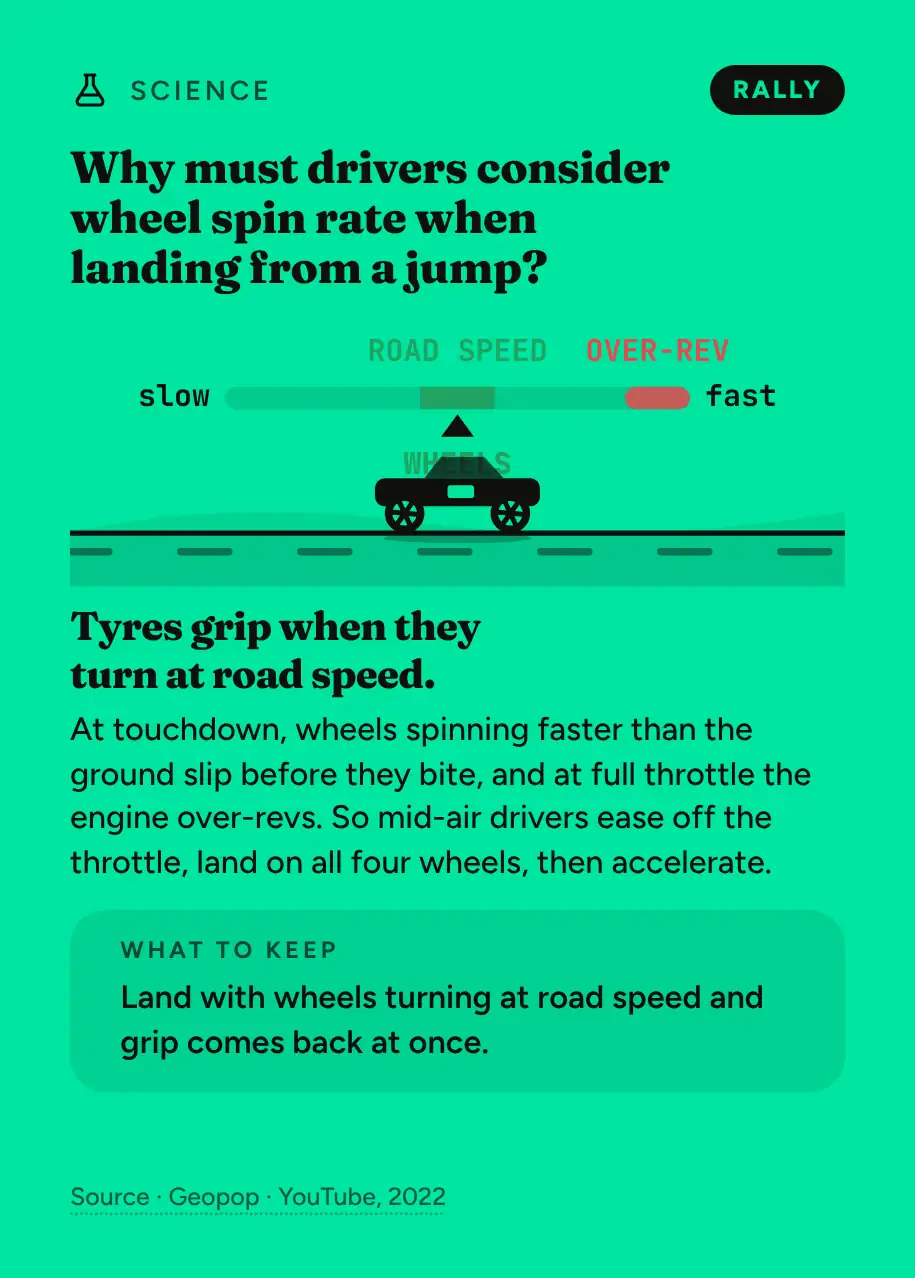 SCIENCE
RALLY
Why must drivers consider
wheel spin rate when
landing from a jump?
ROAD SPEED OVER-REV
slow fast
WHEELS
Tyres grip when they
turn at road speed.
At touchdown, wheels spinning faster than the
ground slip before they bite, and at full throttle the
engine over-revs. So mid-air drivers ease off the
throttle, land on all four wheels, then accelerate.
WHAT TO KEEP
Land with wheels turning at road speed and
grip comes back at once.
Source · Geopop · YouTube, 2022